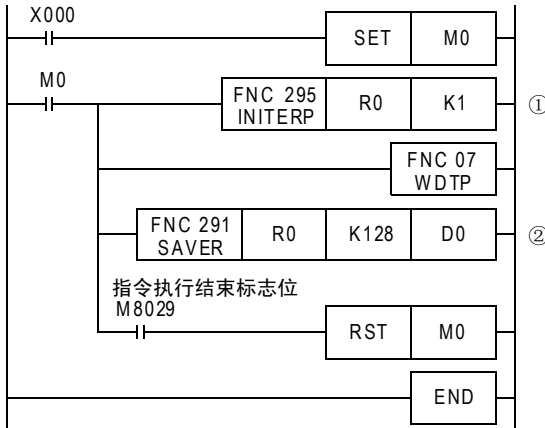 X000
SET M0
M0
FNC 295 R0 K1 ①
INITERP
FNC 07
WDTP
FNC 291 R0 K128 D0 ②
SAVER
指令执行结束标志位
M8029
RST M0
END